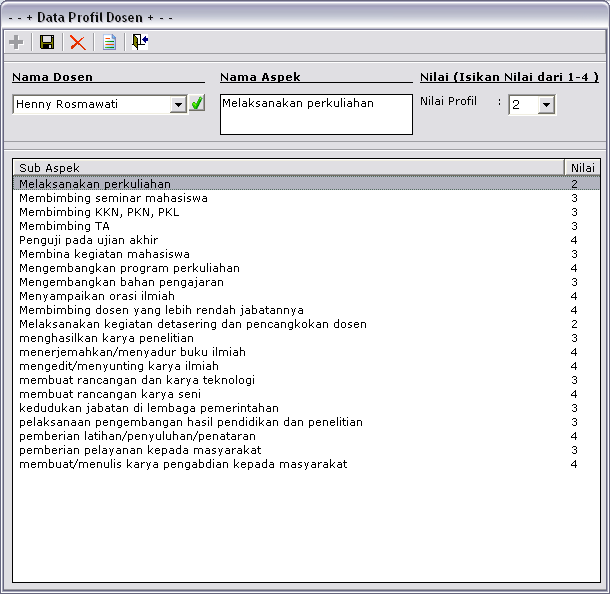 - - + Data Profil Dosen + - -
Nama Dosen Nama Aspek Nilai (Isikan Nilai dari 1-4 )
Henny Rosmawati Melaksanakan perkuliahan Nilai Profil : 2
Sub Aspek Nilai
Melaksanakan perkuliahan 2
Membimbing seminar mahasiswa 3
Membimbing KKN, PKN, PKL 3
Membimbing TA 3
Penguji pada ujian akhir 4
Membina kegiatan mahasiswa 3
Mengembangkan program perkuliahan 4
Mengembangkan bahan pengajaran 3
Menyampaikan orasi ilmiah 4
Membimbing dosen yang lebih rendah jabatannya 4
Melaksanakan kegiatan detasering dan pencangkokan dosen 2
menghasilkan karya penelitian 3
menerjemahkan/menyadur buku ilmiah 4
mengedit/menyunting karya ilmiah 4
membuat rancangan dan karya teknologi 3
membuat rancangan karya seni 4
kedudukan jabatan di lembaga pemerintahan 3
pelaksanaan pengembangan hasil pendidikan dan penelitian 3
pemberian latihan/penyuluhan/penataran 4
pemberian pelayanan kepada masyarakat 3
membuat/menulis karya pengabdian kepada masyarakat 4